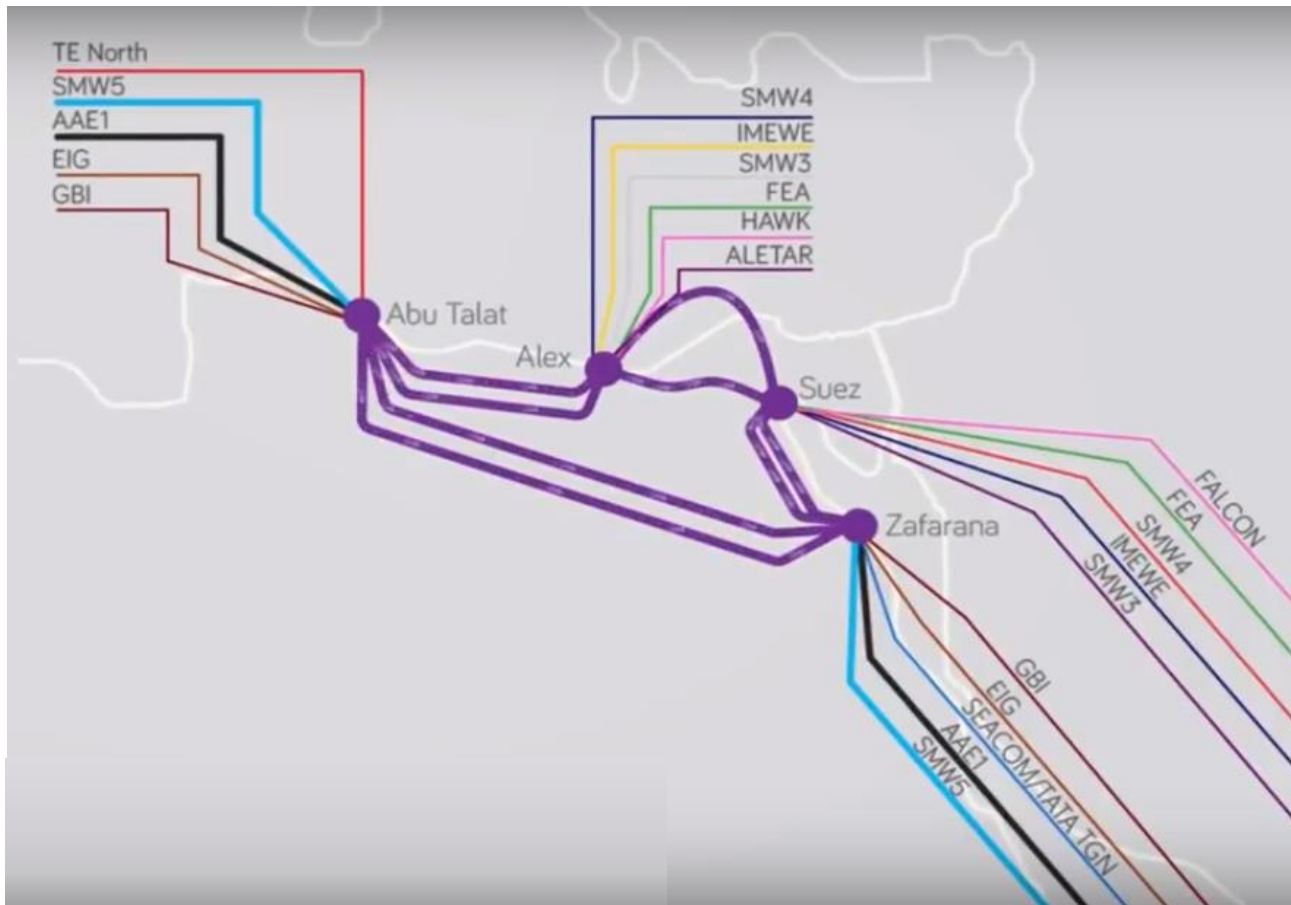 TE North
SMW5
AAE1
EIG
GBI
SMW4
IMEWE
SMW3
FEA
HAWK
ALETAR
Abu Talat
Alex
Suez
Zafarana
FALCON
FEA
SMW4
IMEWE
SMW3
GBI
EIG
SEACOM/TATA TGN
AAE1
SMW5